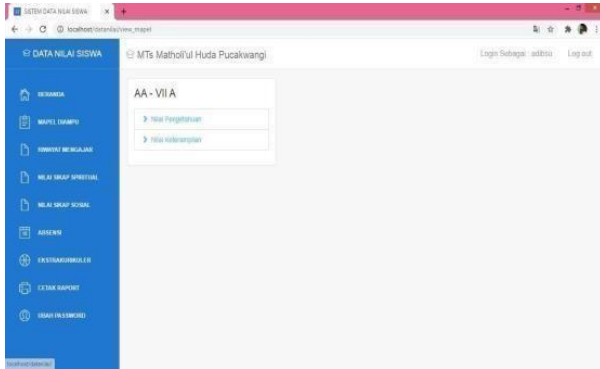 SISTEM DATA NILAI SISWA
localhost/datanilai/view_mapel
DATA NILAI SISWA
MTs Matholi'ul Huda Pucakwangi
Login Sebagai :
Log out
BERANDA
MAPEL DIAMPU
RIWAYAT MENGAJAR
NILAI SIKAP SPIRITUAL
NILAI SIKAP SOSIAL
ABSENSI
EKSTRAKURIKULER
CETAK RAPORT
UBAH PASSWORD
AA - VII A
Nilai Pengetahuan
Nilai Keterampilan
localhost/datanilai/